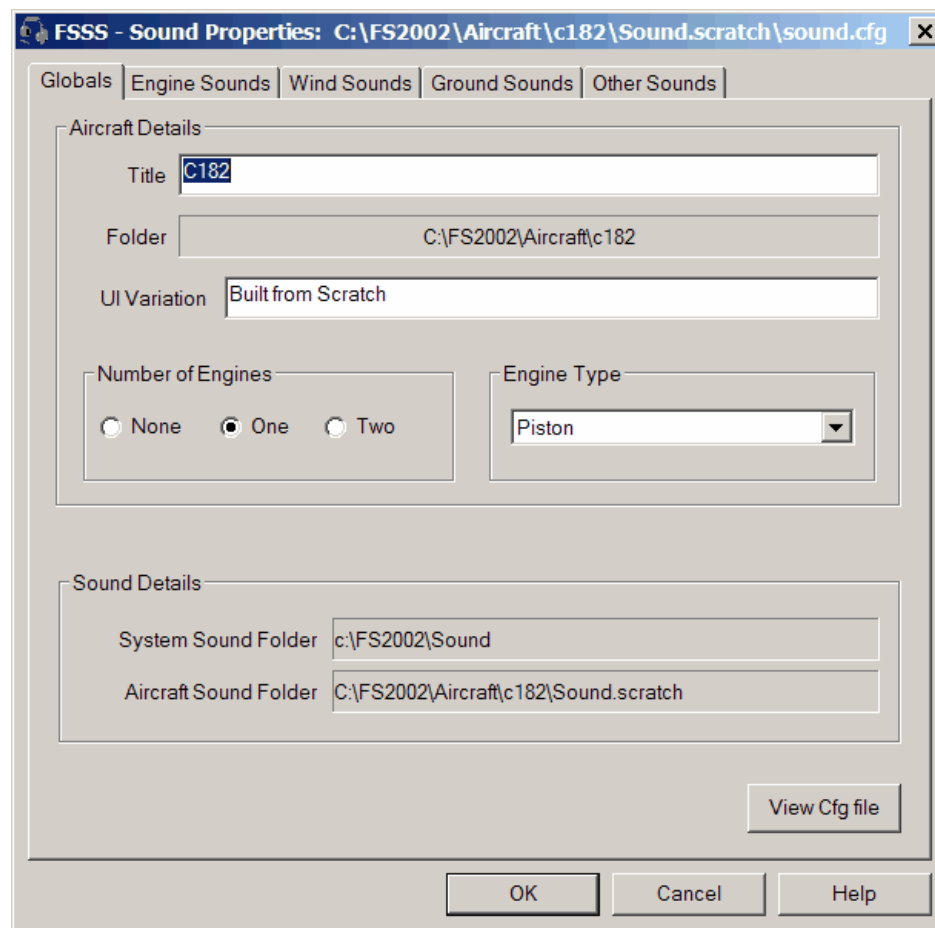 FSSS - Sound Properties: C:\FS2002\Aircraft\c182\Sound.scratch\sound.cfg
Globals Engine Sounds Wind Sounds Ground Sounds Other Sounds
Aircraft Details
Title C182
Folder C:\FS2002\Aircraft\c182
UI Variation Built from Scratch
Number of Engines Engine Type
None One Two Piston
Sound Details
System Sound Folder c:\FS2002\Sound
Aircraft Sound Folder C:\FS2002\Aircraft\c182\Sound.scratch
View Cfg file
OK Cancel Help